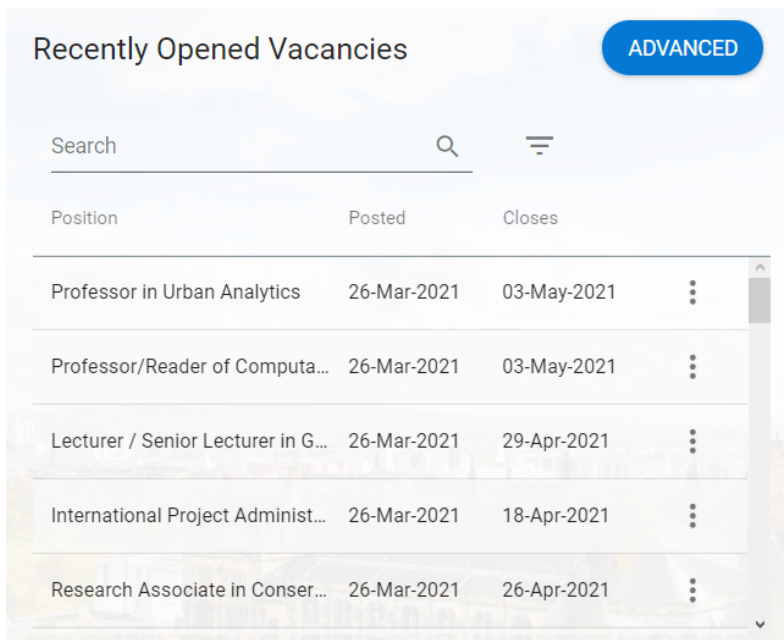 Recently Opened Vacancies ADVANCED
Search
Position Posted Closes
Professor in Urban Analytics 26-Mar-2021 03-May-2021
Professor/Reader of Computa... 26-Mar-2021 03-May-2021
Lecturer / Senior Lecturer in G... 26-Mar-2021 29-Apr-2021
International Project Administ... 26-Mar-2021 18-Apr-2021
Research Associate in Conser... 26-Mar-2021 26-Apr-2021